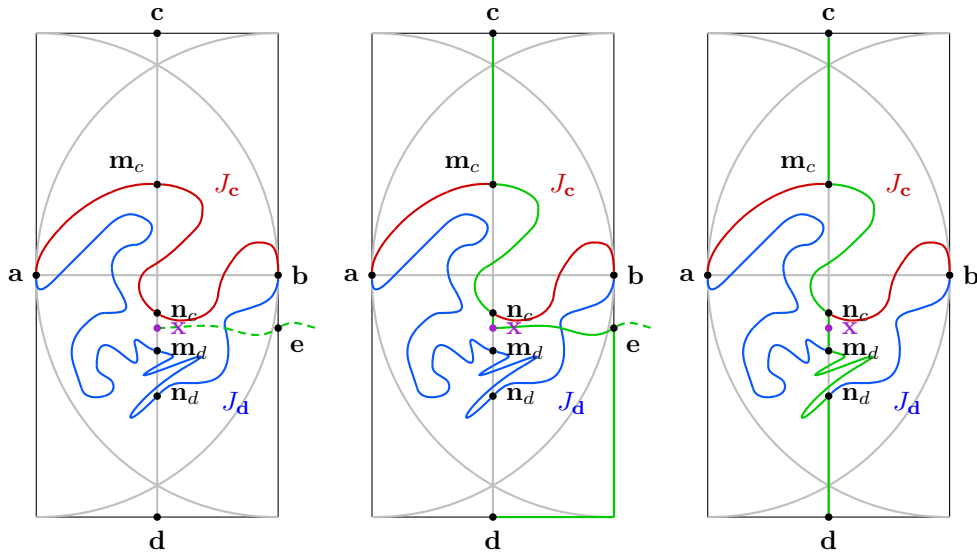 c c c
m_c J_c m_c J_c m_c J_c
a b a b a b
n_c n_c n_c
x x x
m_d e m_d e m_d
n_d J_d n_d J_d n_d J_d
d d d